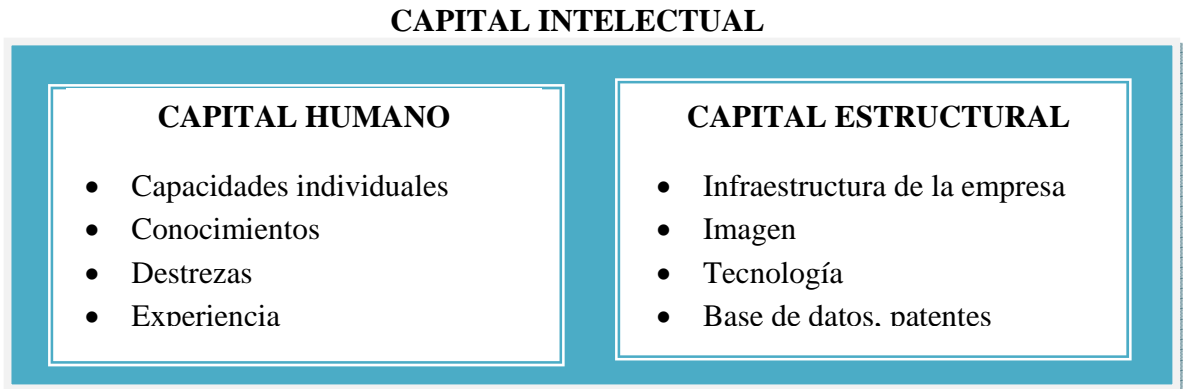 CAPITAL INTELECTUAL
CAPITAL HUMANO
• Capacidades individuales
• Conocimientos
• Destrezas
• Experiencia
CAPITAL ESTRUCTURAL
• Infraestructura de la empresa
• Imagen
• Tecnología
• Base de datos, patentes